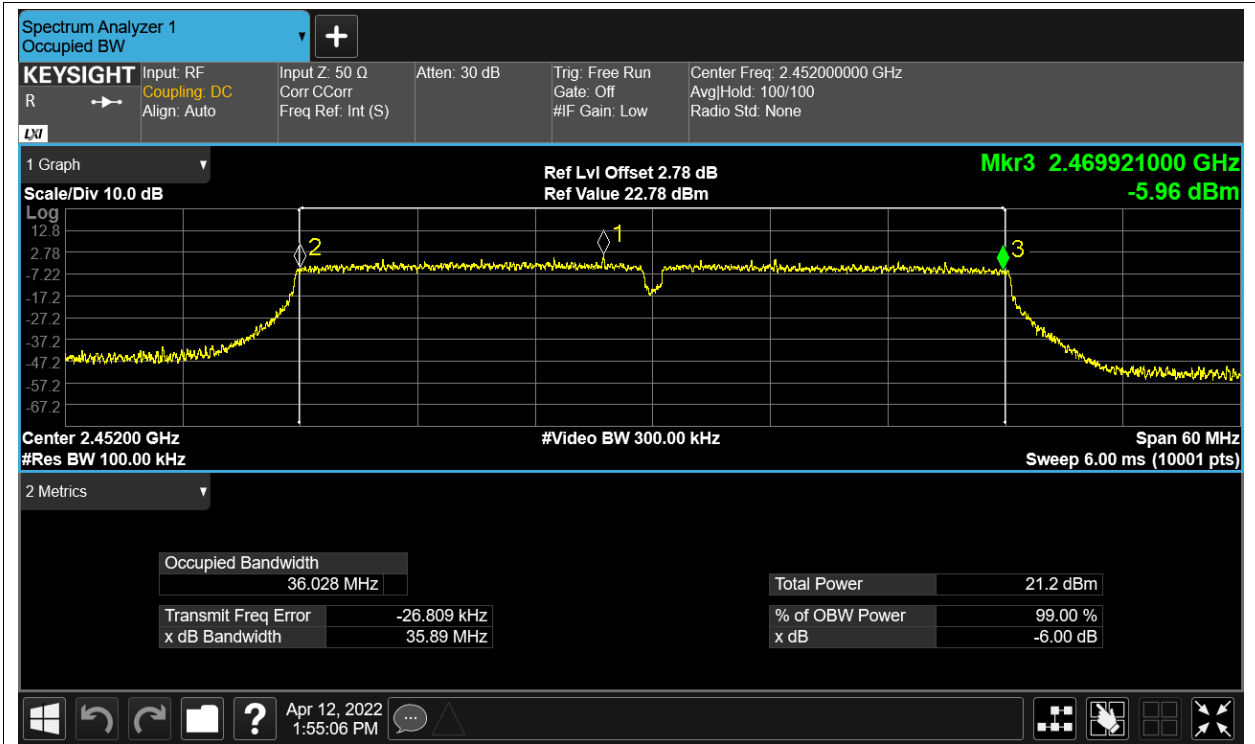 Spectrum Analyzer 1
Occupied BW
KEYSIGHT
R
LXI
Input: RF
Coupling: DC
Align: Auto
Input Z: 50 Ω
Corr CCorr
Freq Ref: Int (S)
Atten: 30 dB
Trig: Free Run
Gate: Off
#IF Gain: Low
Center Freq: 2.452000000 GHz
Avg|Hold: 100/100
Radio Std: None
1 Graph
Scale/Div 10.0 dB
Ref Lvl Offset 2.78 dB
Ref Value 22.78 dBm
Mkr3 2.469921000 GHz
-5.96 dBm
Log
12.8
2.78
-7.22
-17.2
-27.2
-37.2
-47.2
-57.2
-67.2
2
1
3
Center 2.45200 GHz
#Res BW 100.00 kHz
#Video BW 300.00 kHz
Span 60 MHz
Sweep 6.00 ms (10001 pts)
2 Metrics
Occupied Bandwidth
36.028 MHz
Transmit Freq Error -26.809 kHz
x dB Bandwidth 35.89 MHz
Total Power 21.2 dBm
% of OBW Power 99.00 %
x dB -6.00 dB
?
Apr 12, 2022
1:55:06 PM